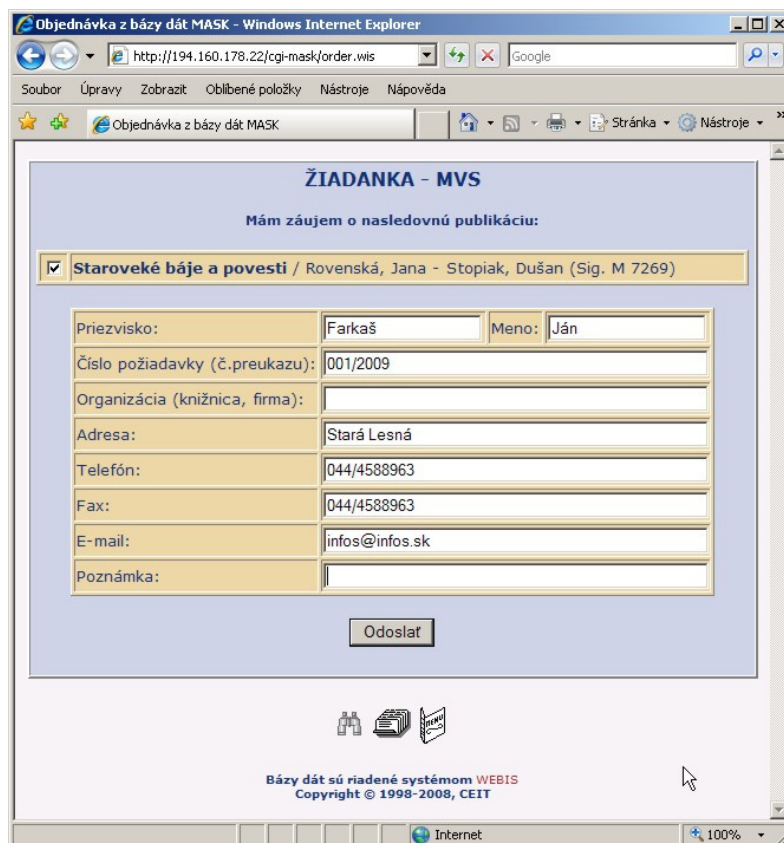 Objednávka z bázy dát MASK - Windows Internet Explorer
http://194.160.178.22/cgi-mask/order.wis
Google
Soubor Úpravy Zobrazit Oblíbené položky Nástroje Nápověda
Objednávka z bázy dát MASK
Stránka Nástroje
ŽIADANKA - MVS
Mám záujem o nasledovnú publikáciu:
Staroveké báje a povesti / Rovenská, Jana - Stopiak, Dušan (Sig. M 7269)
Priezvisko: Farkaš Meno: Ján
Číslo požiadavky (č.preukazu): 001/2009
Organizácia (knižnica, firma):
Adresa: Stará Lesná
Telefón: 044/4588963
Fax: 044/4588963
E-mail: infos@infos.sk
Poznámka:
Odoslať
MENU
Bázy dát sú riadené systémom WEBIS
Copyright © 1998-2008, CEIT
Internet 100%